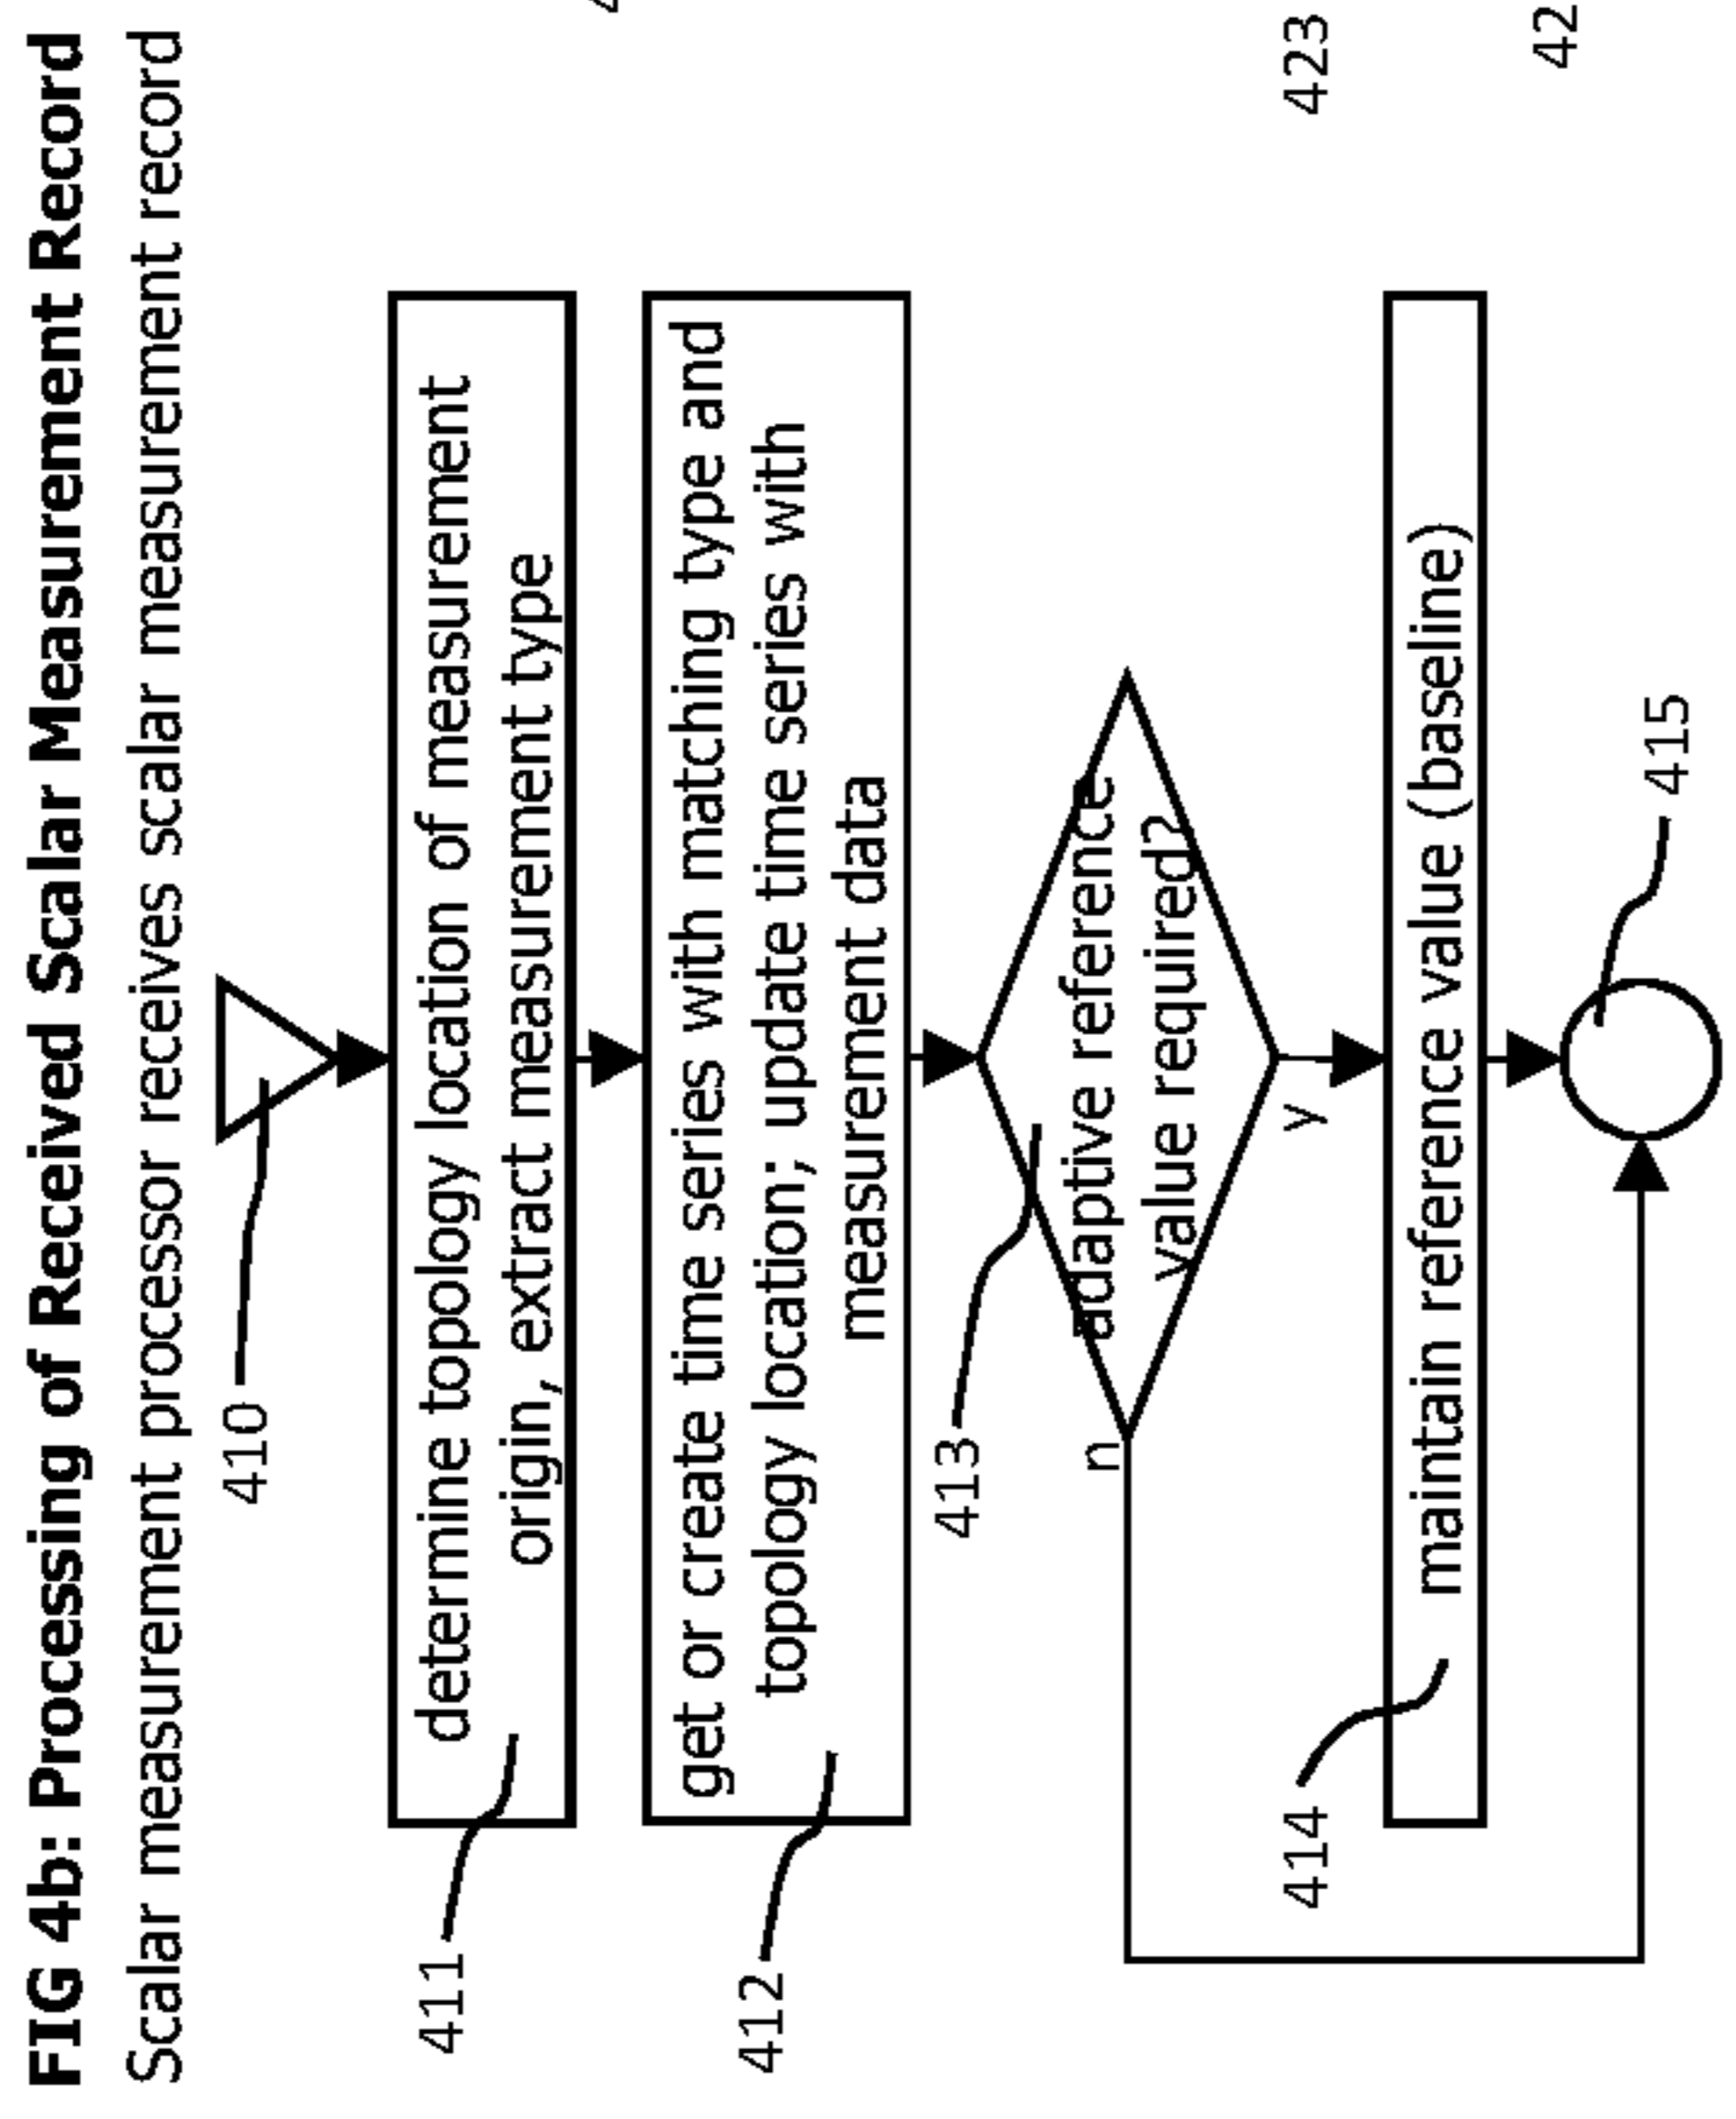 FIG 4b: Processing of Received Scalar Measurement Record
Scalar measurement processor receives scalar measurement record
410
determine topology location of measurement
origin, extract measurement type
411
get or create time series with matching type and
topology location; update time series with
measurement data
412
413
adaptive reference
value required?
n
y
423
414
maintain reference value (baseline)
415
42